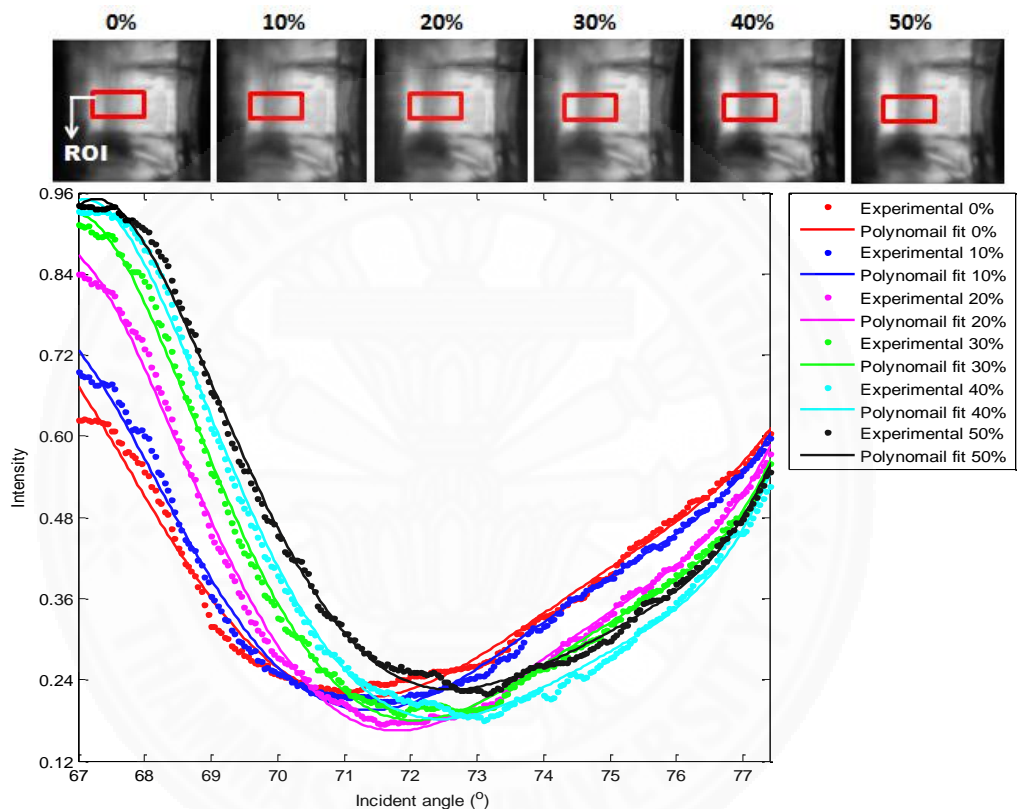 0% 10% 20% 30% 40% 50%
ROI
0.96
0.84
0.72
0.60
0.48
0.36
0.24
0.12
Intensity
67 68 69 70 71 72 73 74 75 76 77
Incident angle (o)
Experimental 0%
Polynomail fit 0%
Experimental 10%
Polynomail fit 10%
Experimental 20%
Polynomail fit 20%
Experimental 30%
Polynomail fit 30%
Experimental 40%
Polynomail fit 40%
Experimental 50%
Polynomail fit 50%